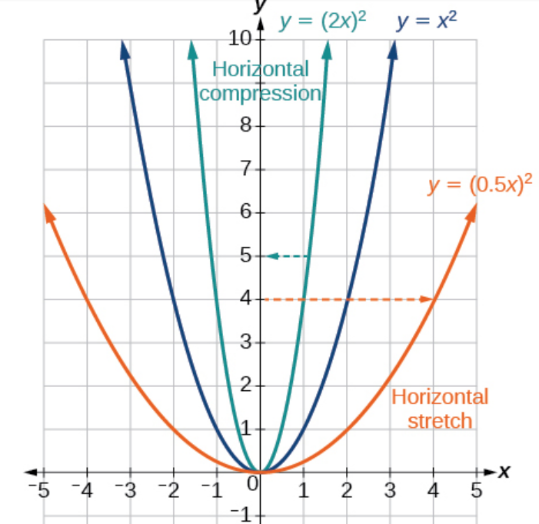 y
y = (2x)²
y = x²
10
Horizontal
compression
8
7
y = (0.5x)²
6
5
4
3
2
Horizontal
stretch
1
x
−5 −4 −3 −2 −1 0 1 2 3 4 5
−1